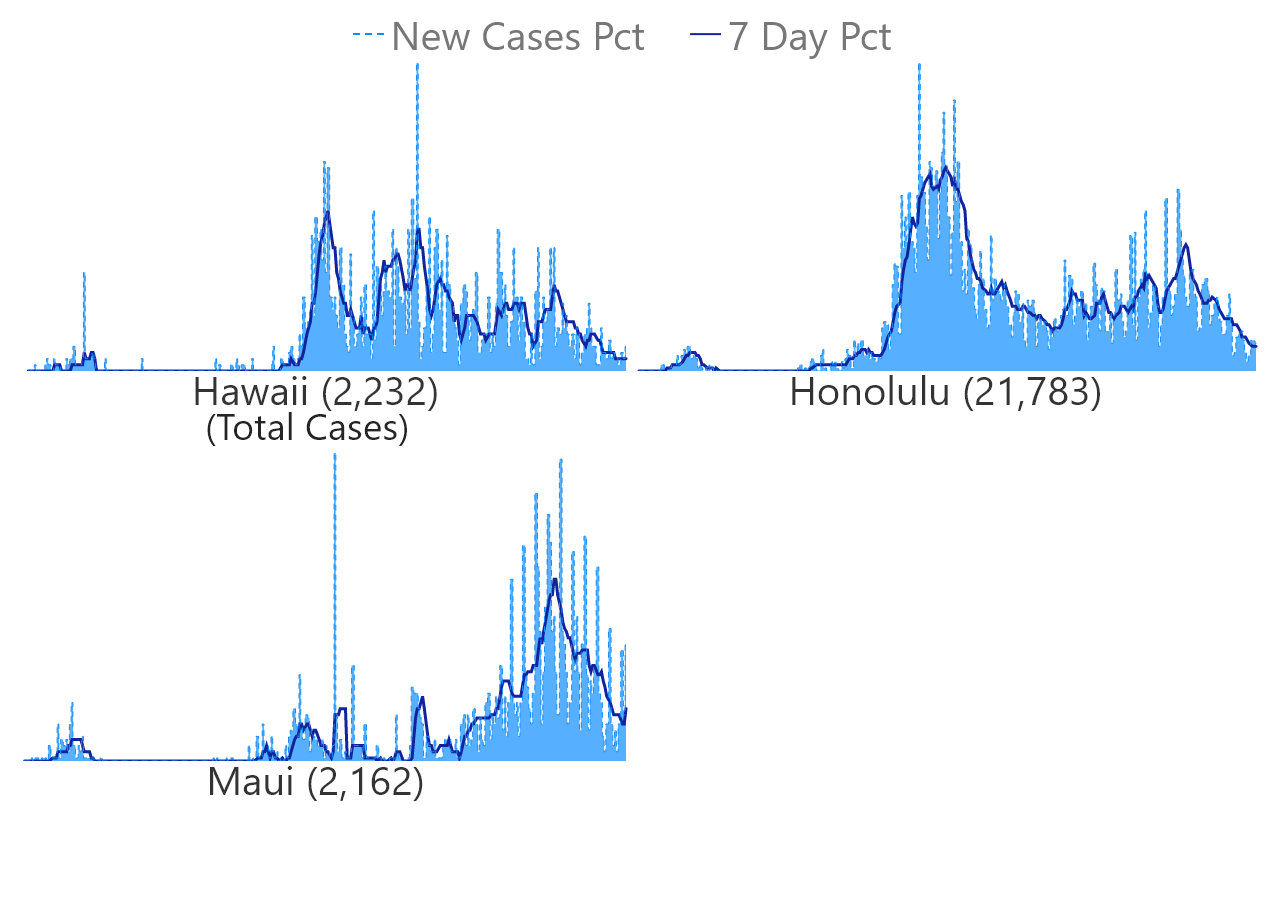 New Cases Pct 7 Day Pct
Hawaii (2,232)
(Total Cases)
Honolulu (21,783)
Maui (2,162)